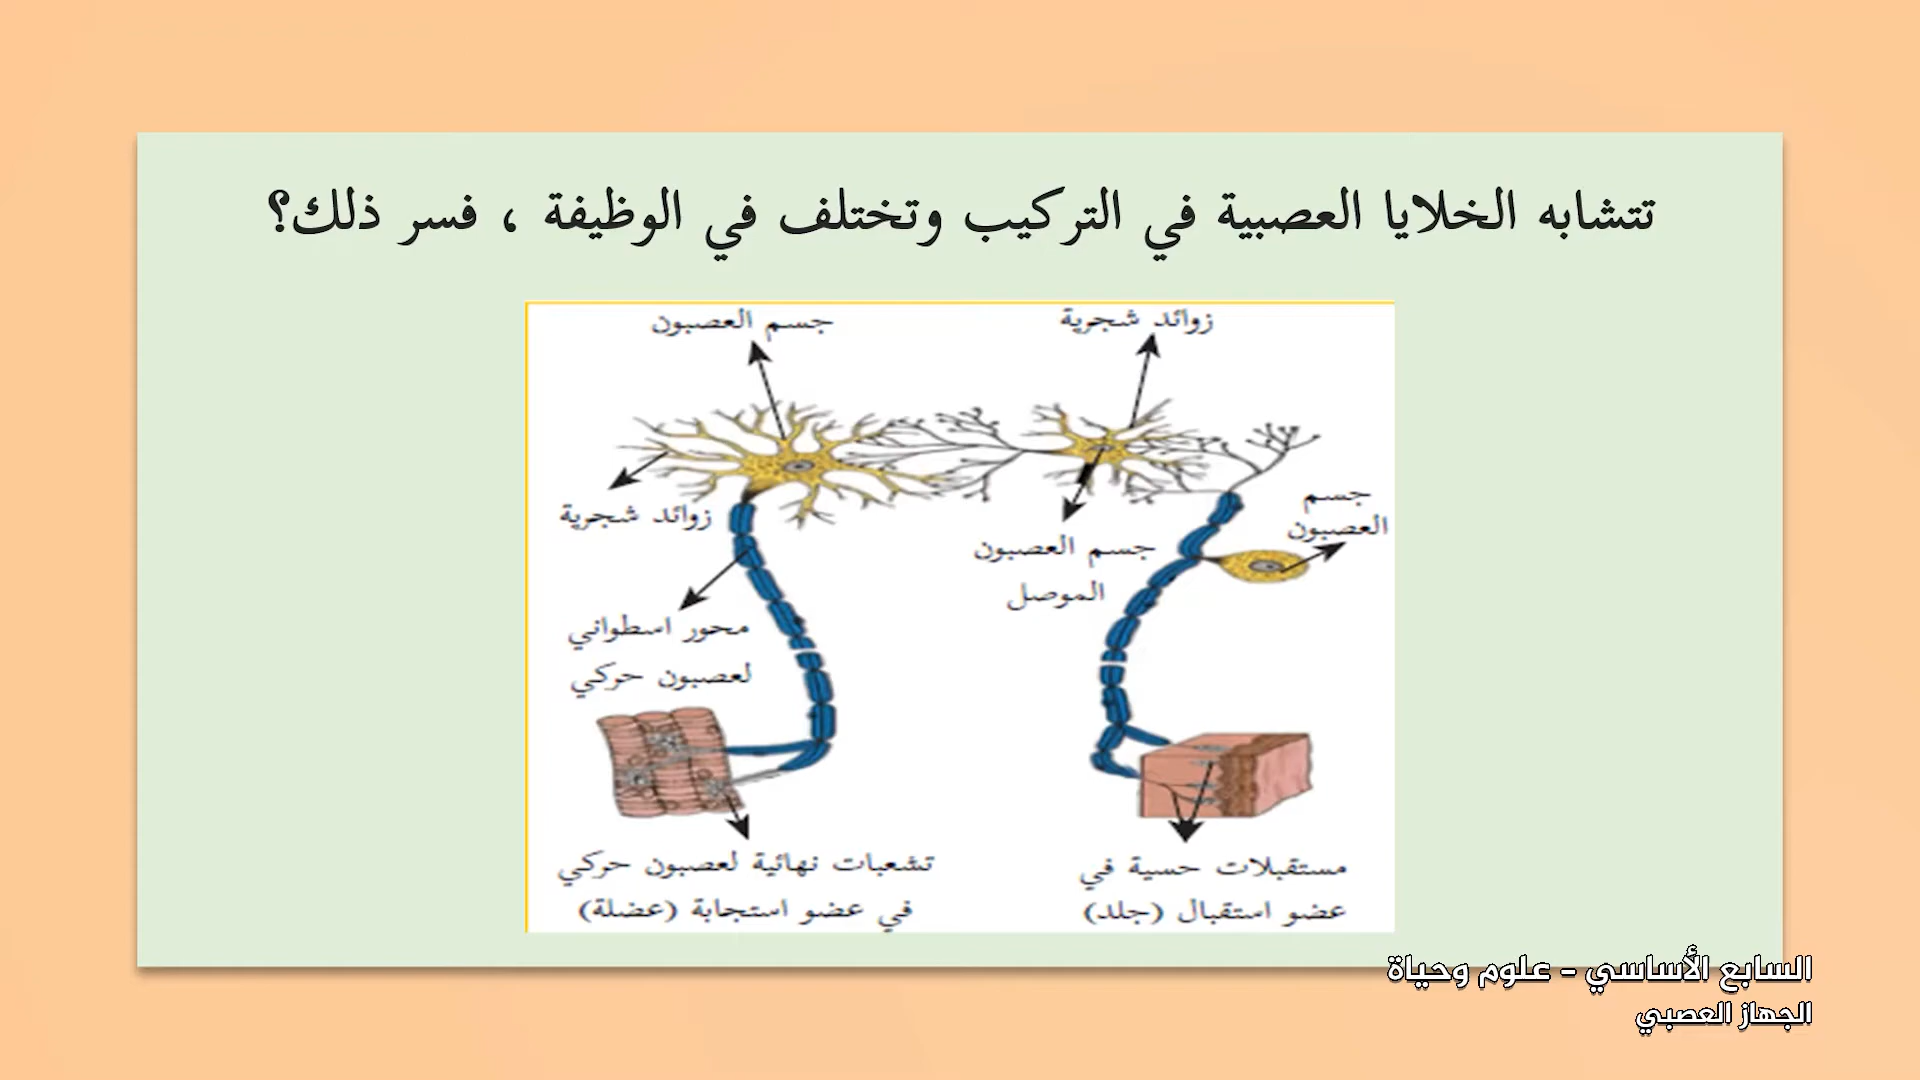 تتشابه الخلايا العصبية في التركيب وتختلف في الوظيفة ، فسر ذلك؟
زوائد شجرية
جسم العصبون
جسم
العصبون
زوائد شجرية
جسم العصبون
الموصل
محور اسطواني
لعصبون حركي
مستقبلات حسية في
عضو استقبال (جلد)
تشعبات نهائية لعصبون حركي
في عضو استجابة (عضلة)
السابع الأساسي - علوم وحياة
الجهاز العصبي